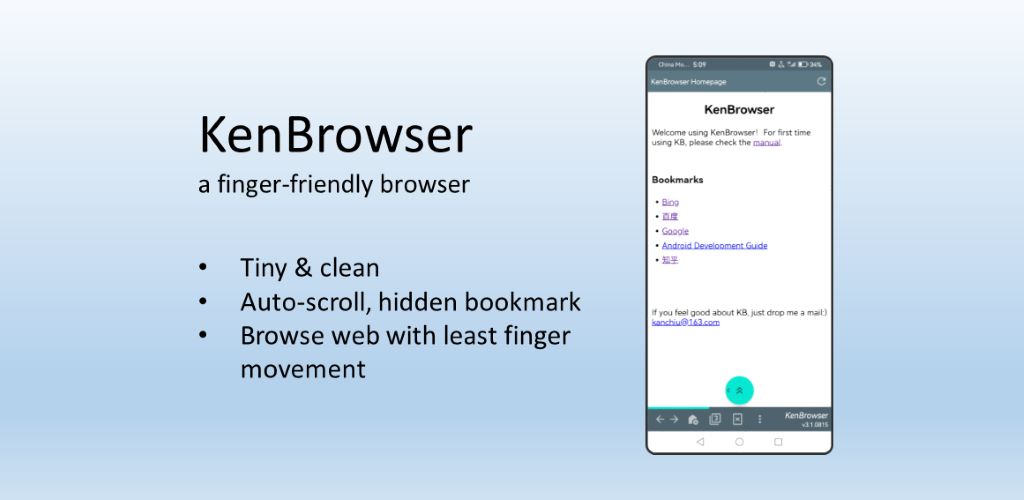 KenBrowser
a finger-friendly browser
• Tiny & clean
• Auto-scroll, hidden bookmark
• Browse web with least finger
movement
China Mo... 5:09 34%
KenBrowser Homepage
KenBrowser
Welcome using KenBrowser! For first time
using KB, please check the manual.
Bookmarks
• Bing
• 百度
• Google
• Android Development Guide
• 知乎
If you feel good about KB, just drop me a mail:)
kanchiu@163.com
3
KenBrowser
v3.1.0815